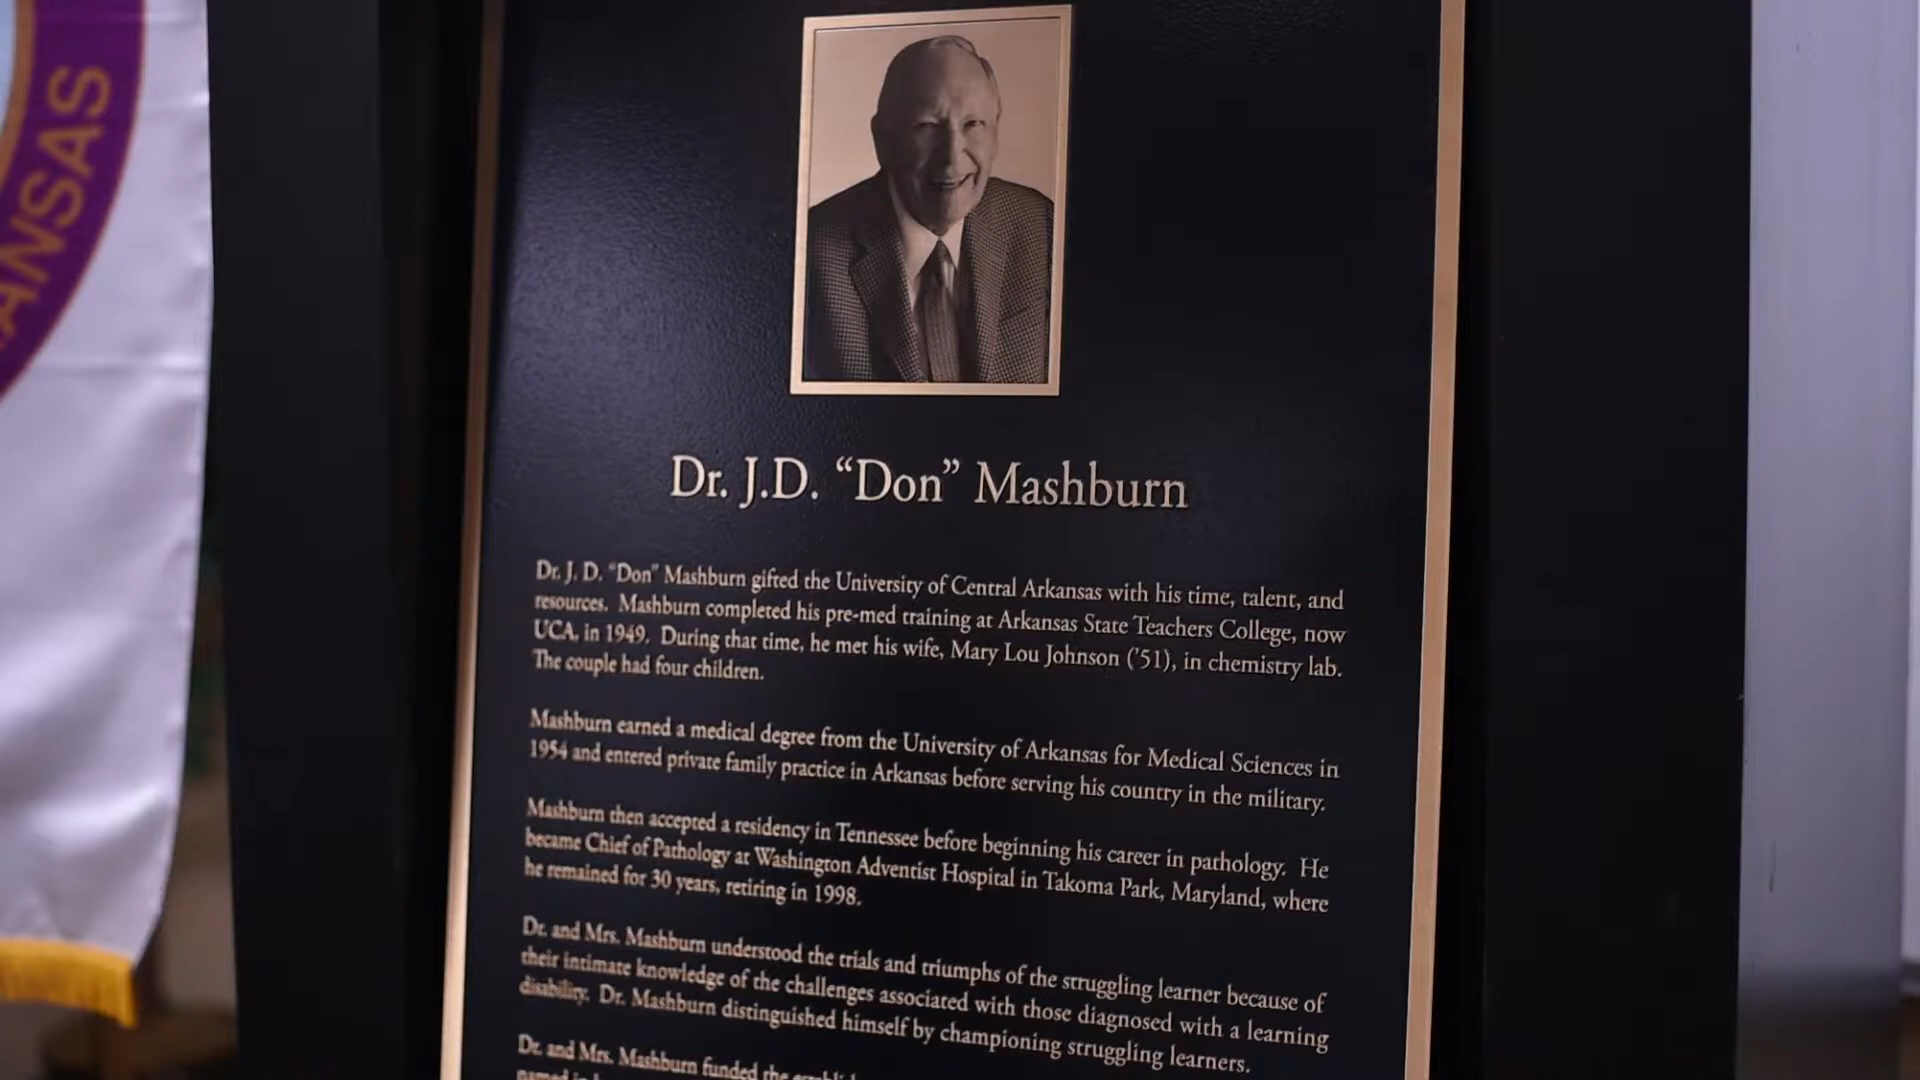 ANSAS
Dr. J.D. “Don” Mashburn
Dr. J. D. “Don” Mashburn gifted the University of Central Arkansas with his time, talent, and
resources. Mashburn completed his pre-med training at Arkansas State Teachers College, now
UCA, in 1949. During that time, he met his wife, Mary Lou Johnson (’51), in chemistry lab.
The couple had four children.
Mashburn earned a medical degree from the University of Arkansas for Medical Sciences in
1954 and entered private family practice in Arkansas before serving his country in the military.
Mashburn then accepted a residency in Tennessee before beginning his career in pathology. He
became Chief of Pathology at Washington Adventist Hospital in Takoma Park, Maryland, where
he remained for 30 years, retiring in 1998.
Dr. and Mrs. Mashburn understood the trials and triumphs of the struggling learner because of
their intimate knowledge of the challenges associated with those diagnosed with a learning
disability. Dr. Mashburn distinguished himself by championing struggling learners.
Dr. and Mrs. Mashburn funded the